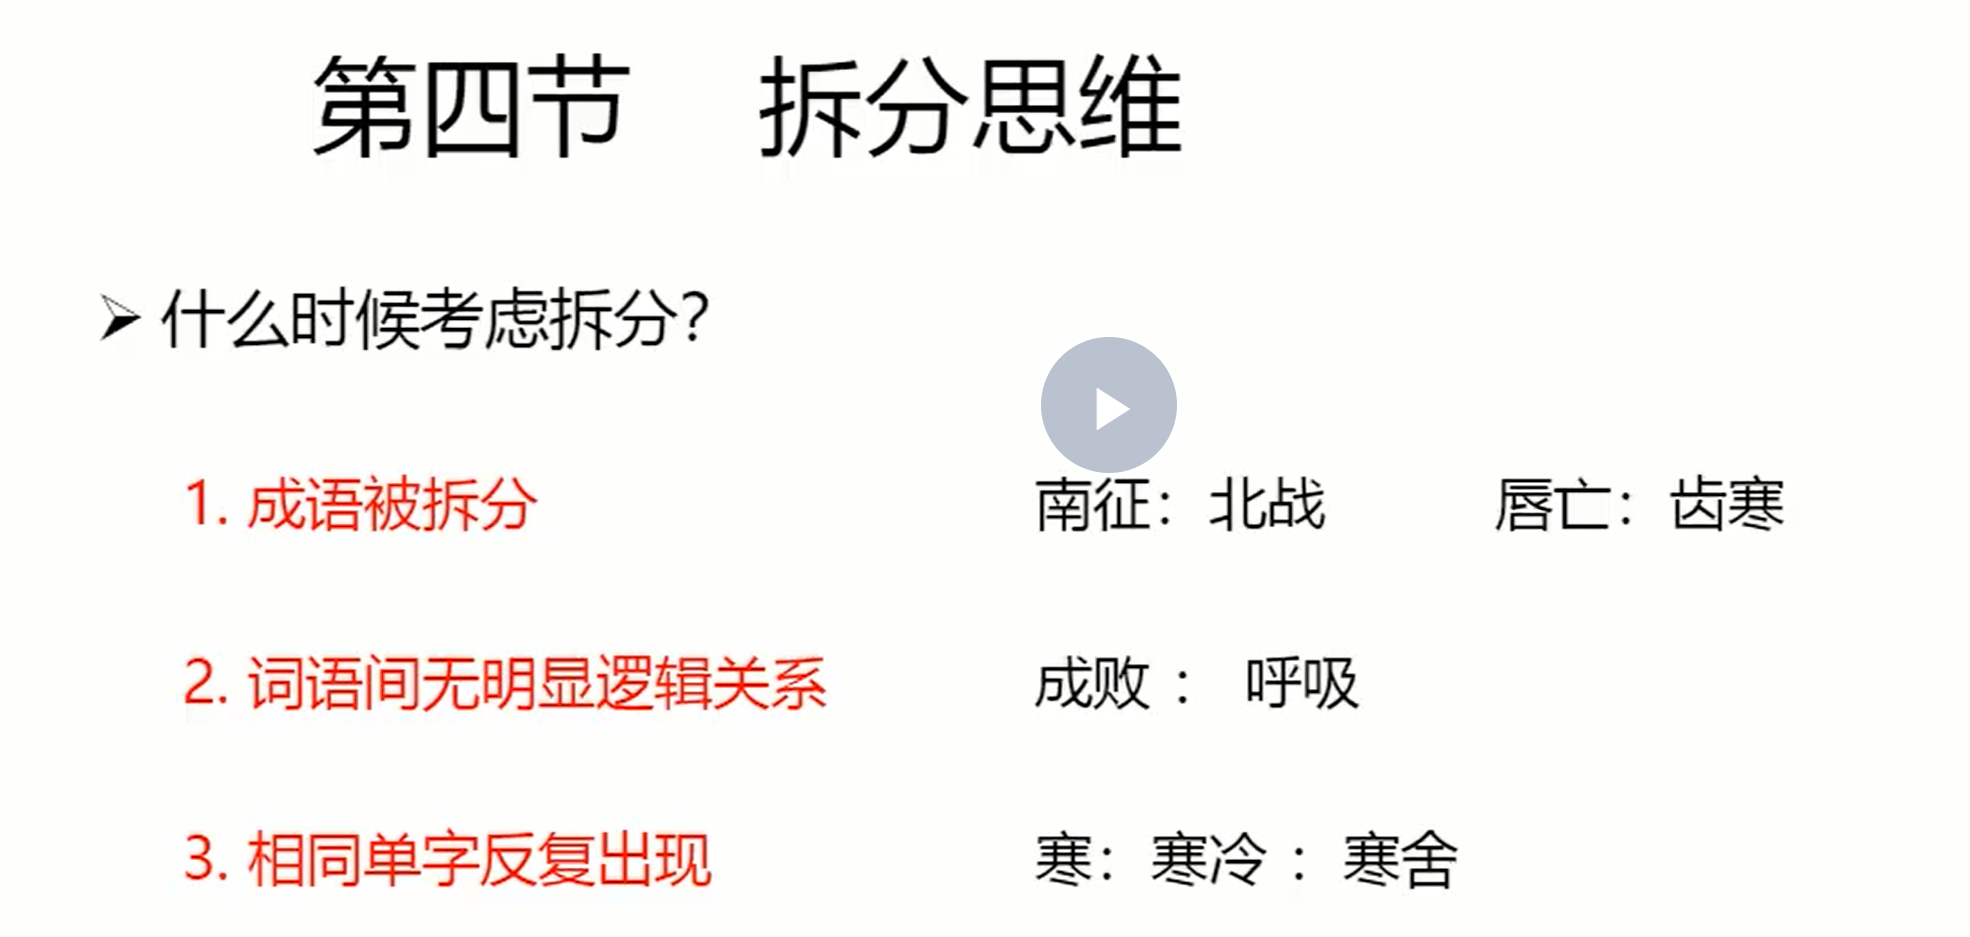 第四节 拆分思维
什么时候考虑拆分？
1. 成语被拆分 南征：北战 唇亡：齿寒
2. 词语间无明显逻辑关系 成败： 呼吸
3. 相同单字反复出现 寒：寒冷：寒舍